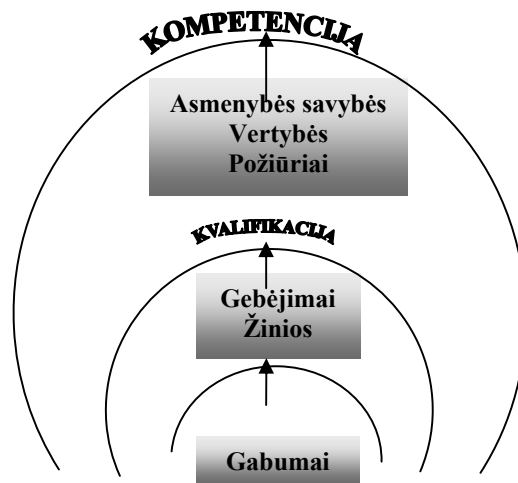 KOMPETENCIJA
Asmenybės savybės
Vertybės
Požiūriai
KVALIFIKACIJA
Gebėjimai
Žinios
Gabumai